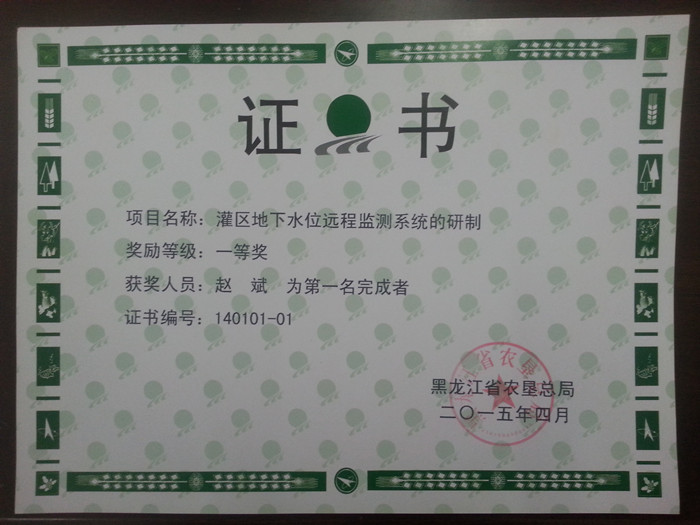 证书
项目名称：灌区地下水位远程监测系统的研制
奖励等级：一等奖
获奖人员：赵 斌 为第一名完成者
证书编号：140101-01
黑龙江省农垦总局
二〇一五年四月